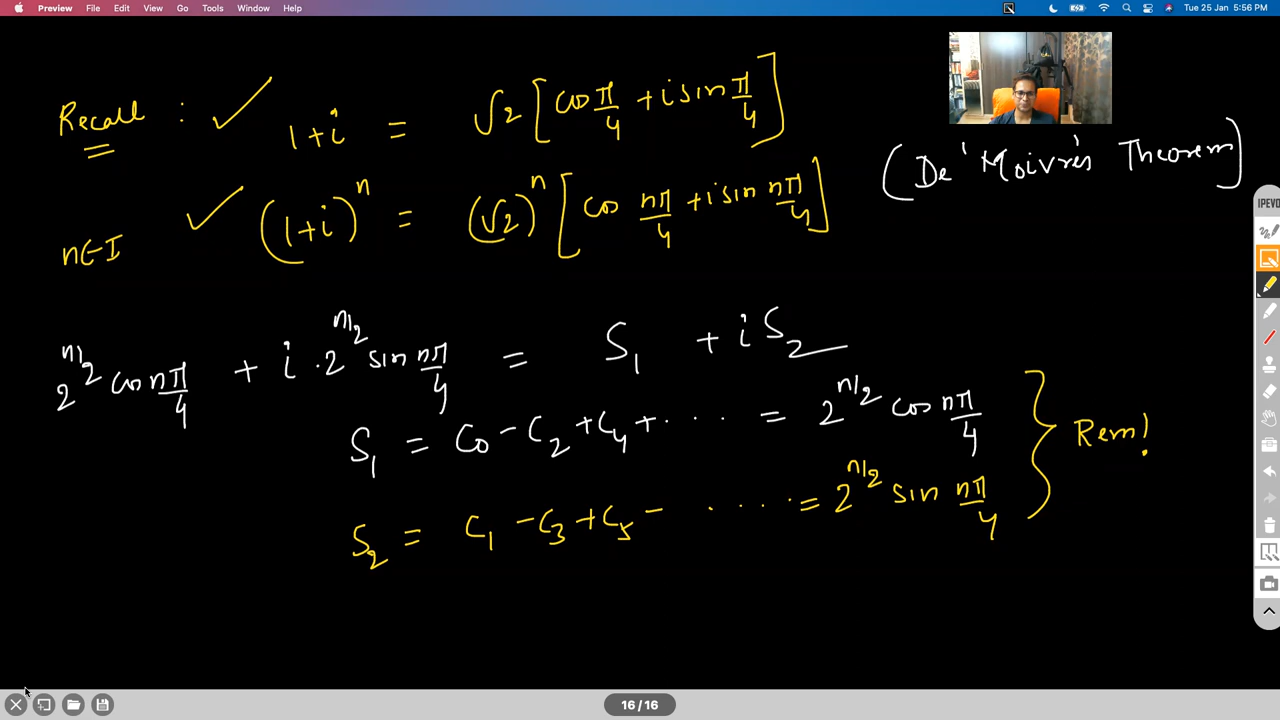 Preview File Edit View Go Tools Window Help Tue 25 Jan 5:56 PM
Recall : ✓ 1+i = √2 [cos π/4 + i sin π/4]
(De' Moivre's Theorem)
n∈I ✓ (1+i)^n = (√2)^n [cos nπ/4 + i sin nπ/4]
2^{n/2} cos nπ/4 + i · 2^{n/2} sin nπ/4 = S₁ + i S₂
S₁ = C₀ - C₂ + C₄ + · · · · = 2^{n/2} cos nπ/4
Rem!
S₂ = C₁ - C₃ + C₅ - · · · · · = 2^{n/2} sin nπ/4
IPEVO
16 / 16